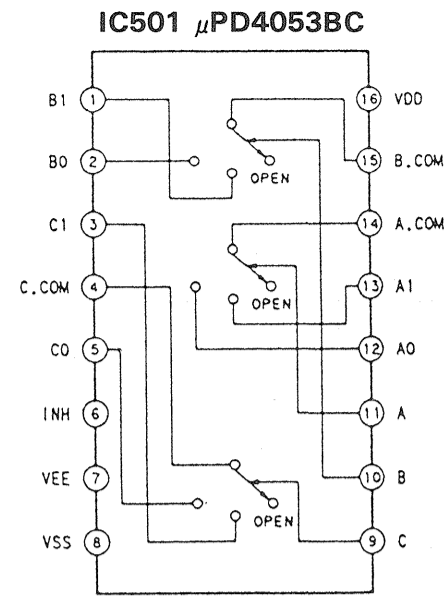 IC501 μPD4053BC
B1 1 16 VDD
B0 2 15 B.COM
OPEN
C1 3 14 A.COM
C.COM 4 13 A1
OPEN
C0 5 12 A0
INH 6 11 A
VEE 7 10 B
OPEN
VSS 8 9 C